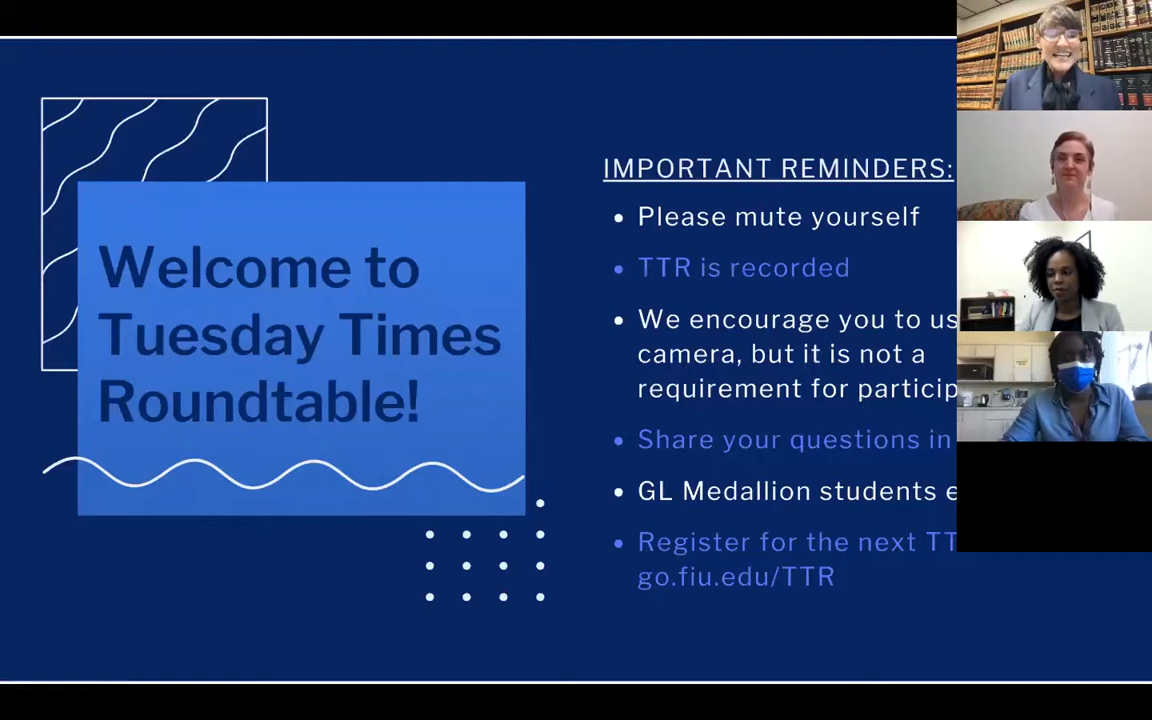 Welcome to
Tuesday Times
Roundtable!
IMPORTANT REMINDERS:
Please mute yourself
TTR is recorded
We encourage you to us
camera, but it is not a
requirement for particip
Share your questions in
GL Medallion students e
Register for the next TT
go.fiu.edu/TTR